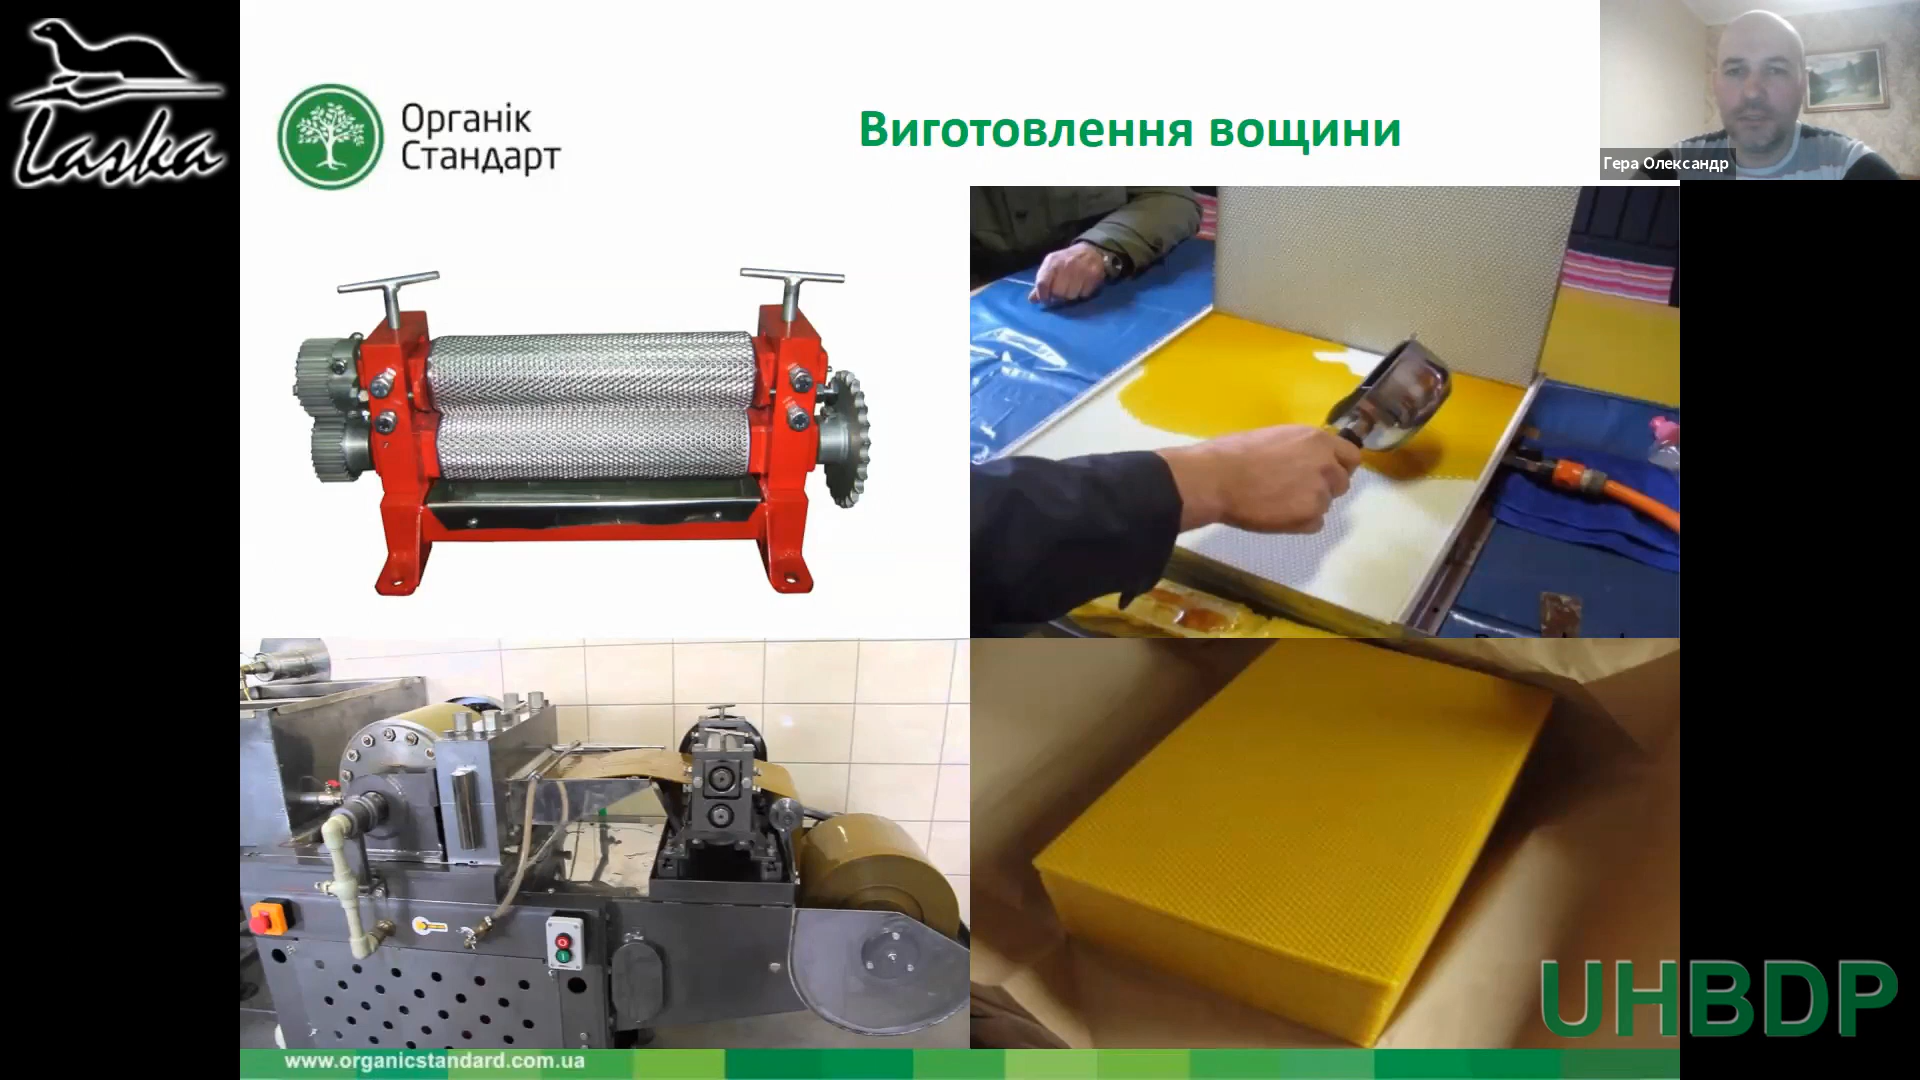 Laska
Органік
Стандарт
Виготовлення вощини
Гера Олександр
UHBDP
www.organicstandard.com.ua